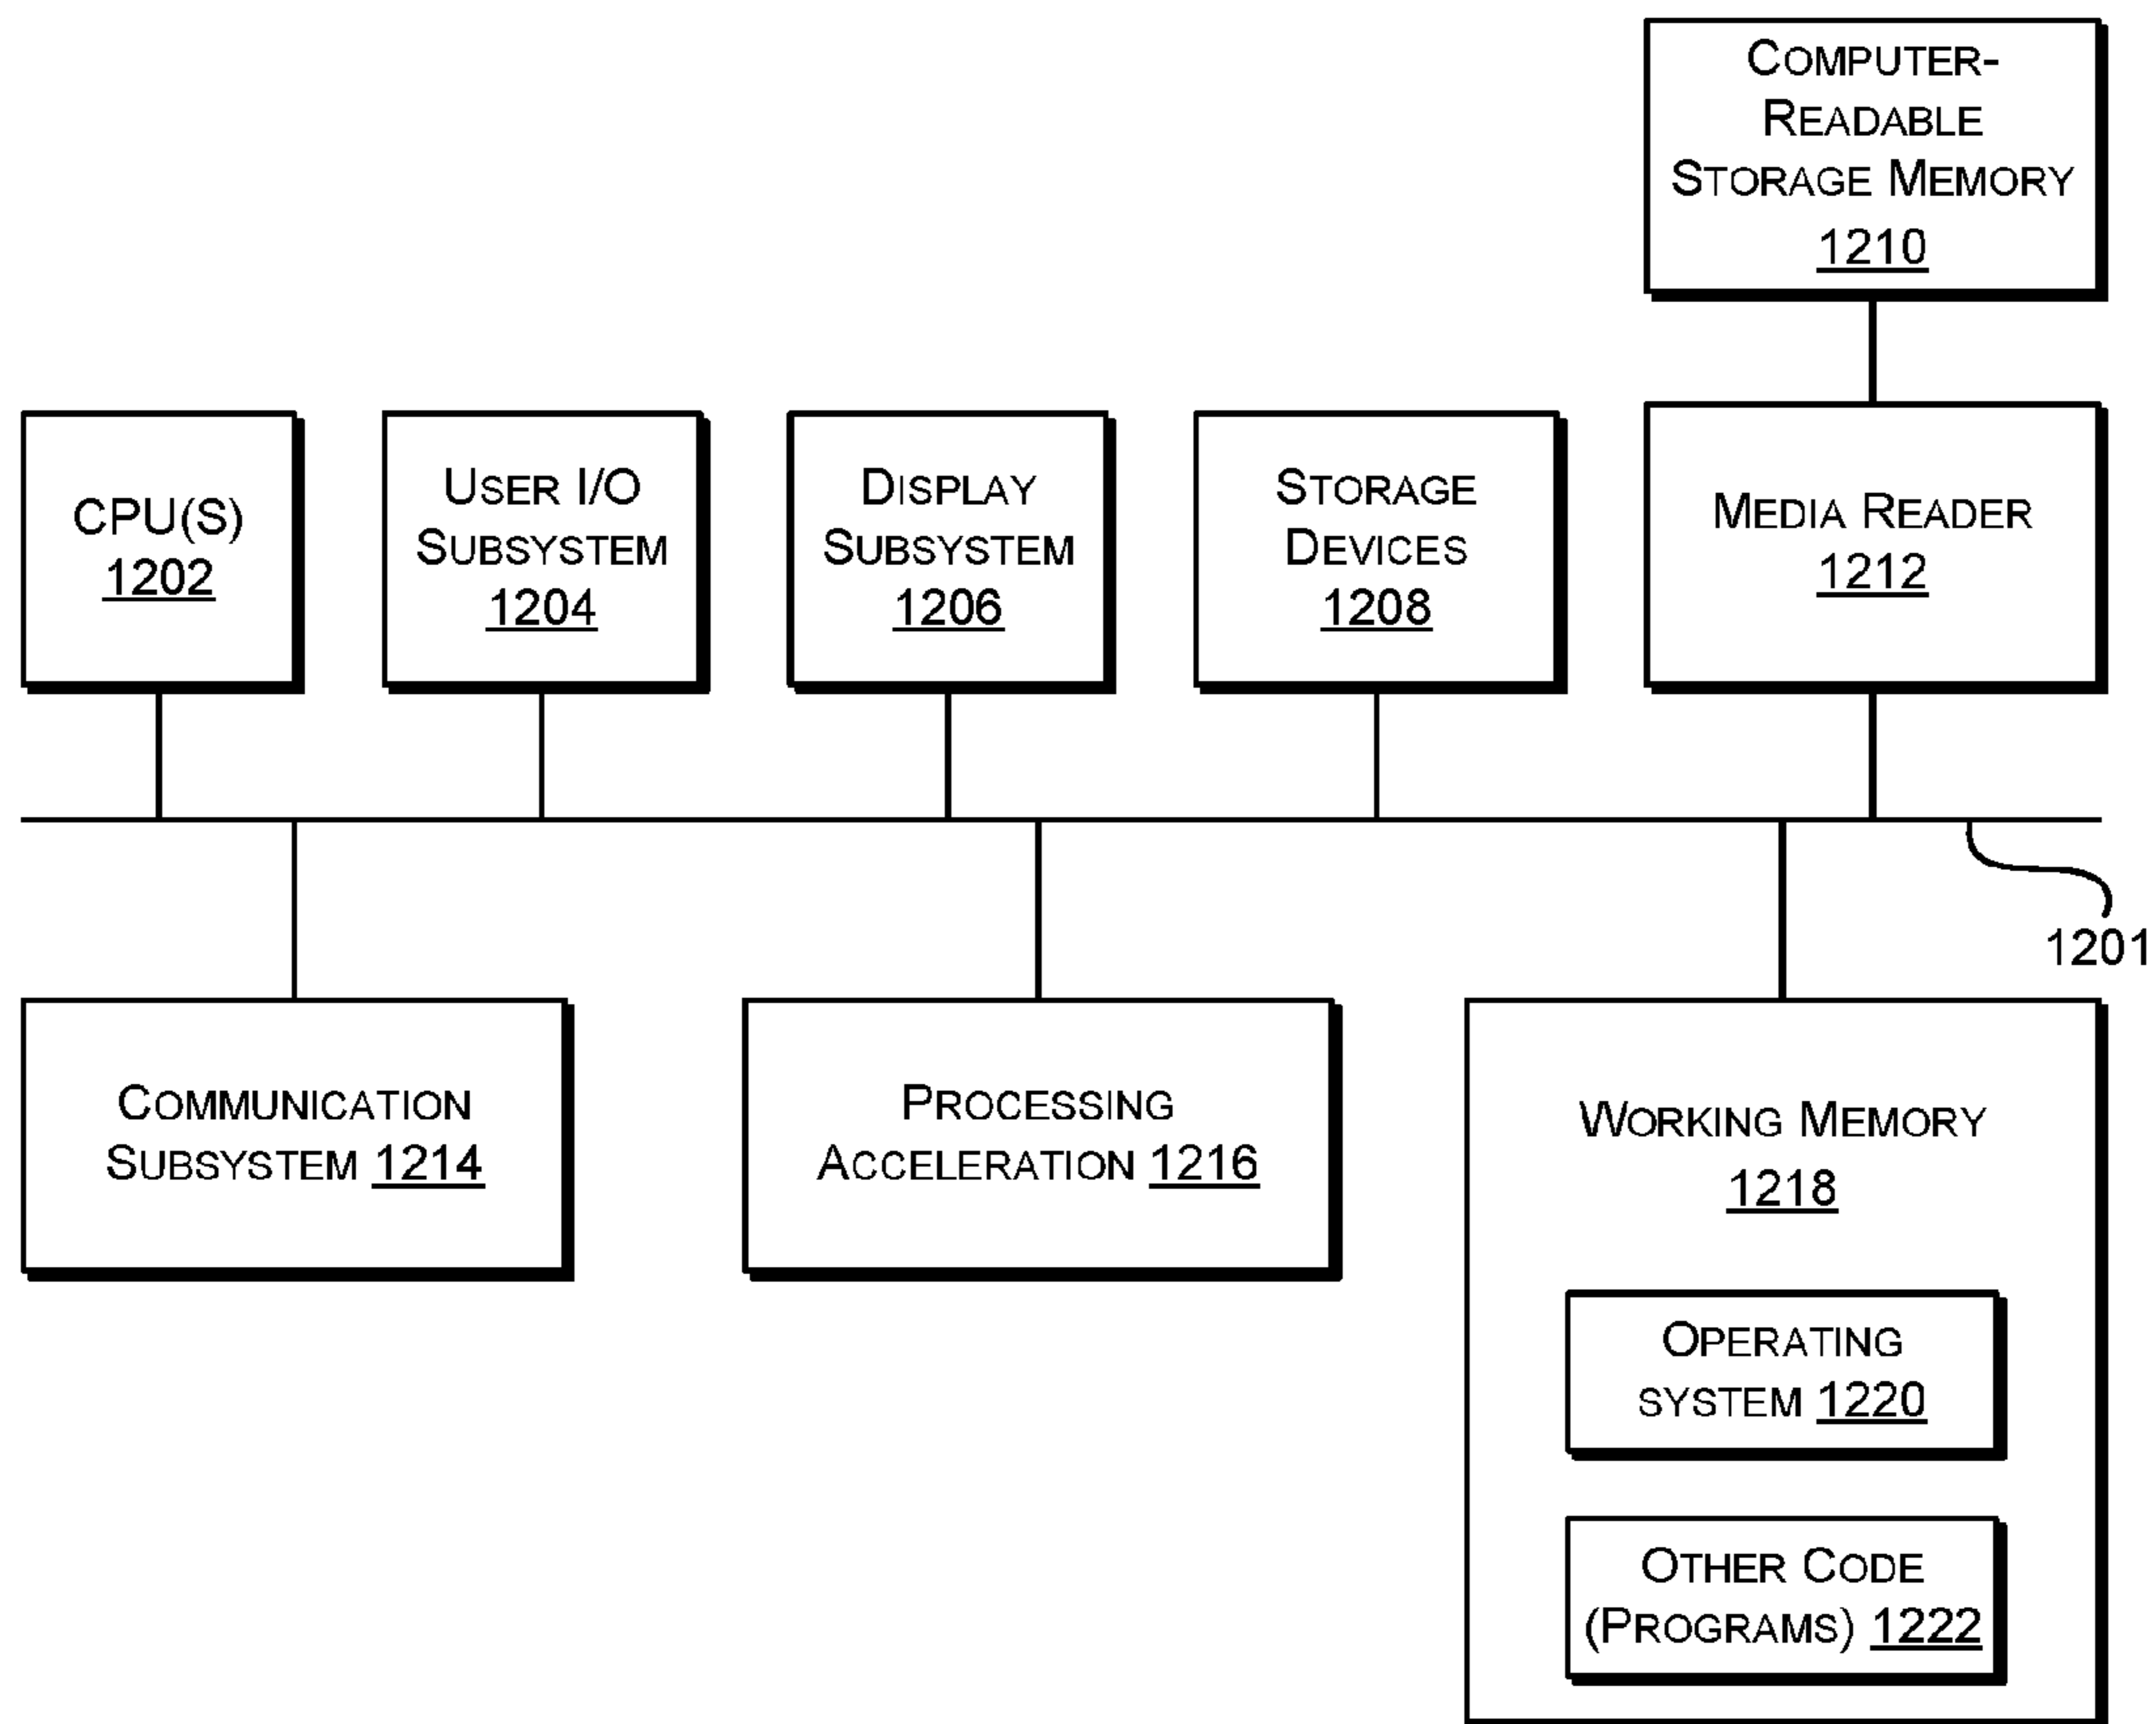 COMPUTER-
READABLE
STORAGE MEMORY
1210
CPU(S)
1202
USER I/O
SUBSYSTEM
1204
DISPLAY
SUBSYSTEM
1206
STORAGE
DEVICES
1208
MEDIA READER
1212
1201
COMMUNICATION
SUBSYSTEM 1214
PROCESSING
ACCELERATION 1216
WORKING MEMORY
1218
OPERATING
SYSTEM 1220
OTHER CODE
(PROGRAMS) 1222